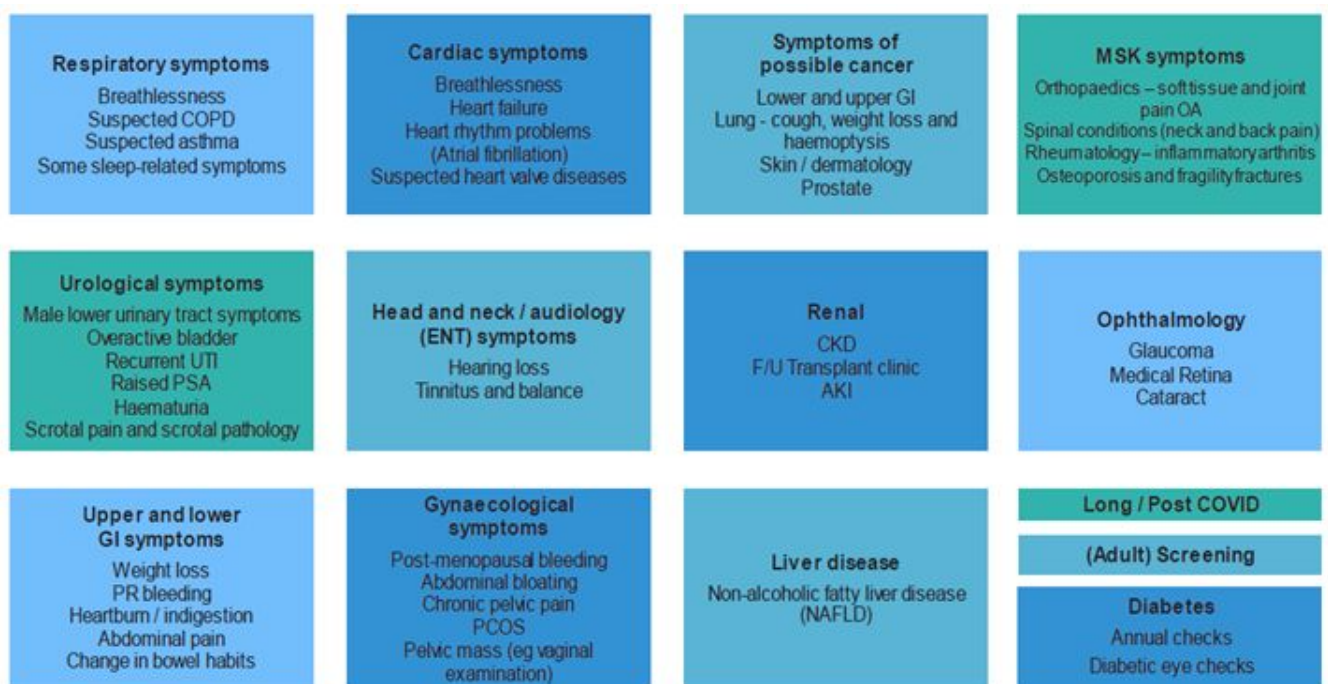 Respiratory symptoms
Breathlessness
Suspected COPD
Suspected asthma
Some sleep-related symptoms
Cardiac symptoms
Breathlessness
Heart failure
Heart rhythm problems
(Atrial fibrillation)
Suspected heart valve diseases
Symptoms of
possible cancer
Lower and upper GI
Lung - cough, weight loss and
haemoptysis
Skin / dermatology
Prostate
MSK symptoms
Orthopaedics – soft tissue and joint
pain OA
Spinal conditions (neck and back pain)
Rheumatology – inflammatory arthritis
Osteoporosis and fragility fractures
Urological symptoms
Male lower urinary tract symptoms
Overactive bladder
Recurrent UTI
Raised PSA
Haematuria
Scrotal pain and scrotal pathology
Head and neck / audiology
(ENT) symptoms
Hearing loss
Tinnitus and balance
Renal
CKD
F/U Transplant clinic
AKI
Ophthalmology
Glaucoma
Medical Retina
Cataract
Upper and lower
GI symptoms
Weight loss
PR bleeding
Heartburn / indigestion
Abdominal pain
Change in bowel habits
Gynaecological
symptoms
Post-menopausal bleeding
Abdominal bloating
Chronic pelvic pain
PCOS
Pelvic mass (eg vaginal
examination)
Liver disease
Non-alcoholic fatty liver disease
(NAFLD)
Long / Post COVID
(Adult) Screening
Diabetes
Annual checks
Diabetic eye checks